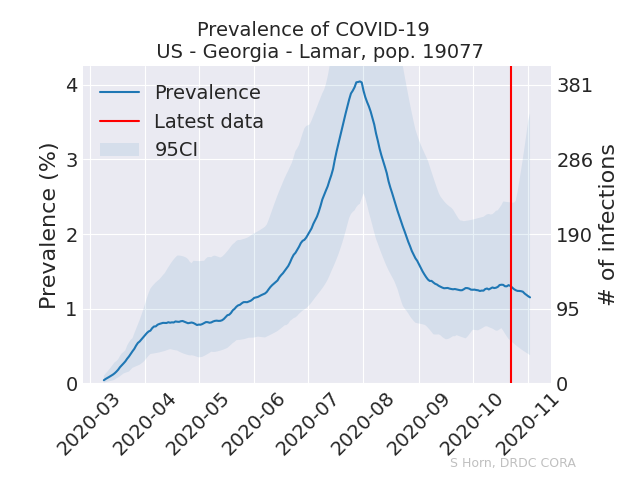 Prevalence of COVID-19
US - Georgia - Lamar, pop. 19077
Prevalence
Latest data
95CI
Prevalence (%)
4
3
2
1
0
381
286
190
95
0
# of infections
2020-03
2020-04
2020-05
2020-06
2020-07
2020-08
2020-09
2020-10
2020-11
S Horn, DRDC CORA